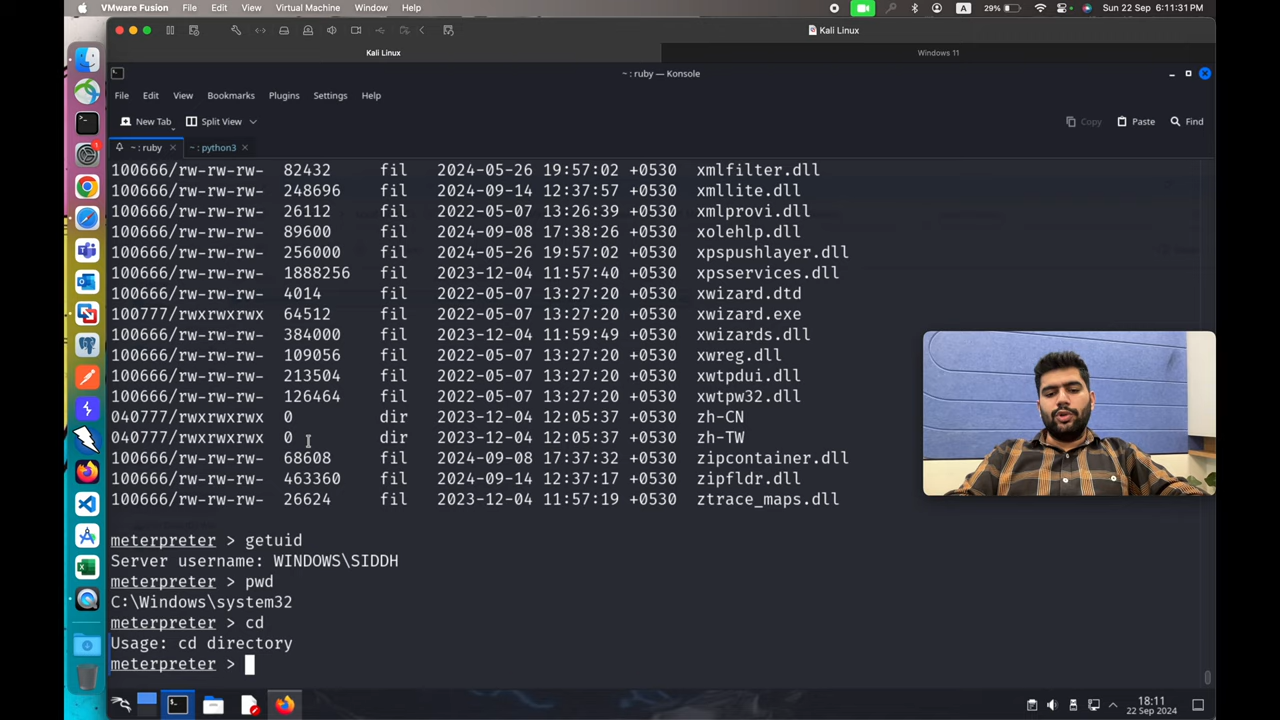 VMware Fusion File Edit View Virtual Machine Window Help A 29% Sun 22 Sep 6:11:31 PM
Kali Linux
Kali Linux Windows 11
~ : ruby — Konsole
File Edit View Bookmarks Plugins Settings Help
New Tab Split View Copy Paste Find
~ : ruby ~ : python3
100666/rw-rw-rw- 82432 fil 2024-05-26 19:57:02 +0530 xmlfilter.dll
100666/rw-rw-rw- 248696 fil 2024-09-14 12:37:57 +0530 xmllite.dll
100666/rw-rw-rw- 26112 fil 2022-05-07 13:26:39 +0530 xmlprovi.dll
100666/rw-rw-rw- 89600 fil 2024-09-08 17:38:26 +0530 xolehlp.dll
100666/rw-rw-rw- 256000 fil 2024-05-26 19:57:02 +0530 xpspushlayer.dll
100666/rw-rw-rw- 1888256 fil 2023-12-04 11:57:40 +0530 xpsservices.dll
100666/rw-rw-rw- 4014 fil 2022-05-07 13:27:20 +0530 xwizard.dtd
100777/rwxrwxrwx 64512 fil 2022-05-07 13:27:20 +0530 xwizard.exe
100666/rw-rw-rw- 384000 fil 2023-12-04 11:59:49 +0530 xwizards.dll
100666/rw-rw-rw- 109056 fil 2022-05-07 13:27:20 +0530 xwreg.dll
100666/rw-rw-rw- 213504 fil 2022-05-07 13:27:20 +0530 xwtpdui.dll
100666/rw-rw-rw- 126464 fil 2022-05-07 13:27:20 +0530 xwtpw32.dll
040777/rwxrwxrwx 0 dir 2023-12-04 12:05:37 +0530 zh-CN
040777/rwxrwxrwx 0 dir 2023-12-04 12:05:37 +0530 zh-TW
100666/rw-rw-rw- 68608 fil 2024-09-08 17:37:32 +0530 zipcontainer.dll
100666/rw-rw-rw- 463360 fil 2024-09-14 12:37:17 +0530 zipfldr.dll
100666/rw-rw-rw- 26624 fil 2023-12-04 11:57:19 +0530 ztrace_maps.dll
meterpreter > getuid
Server username: WINDOWS\SIDDH
meterpreter > pwd
C:\Windows\system32
meterpreter > cd
Usage: cd directory
meterpreter >
18:11
22 Sep 2024